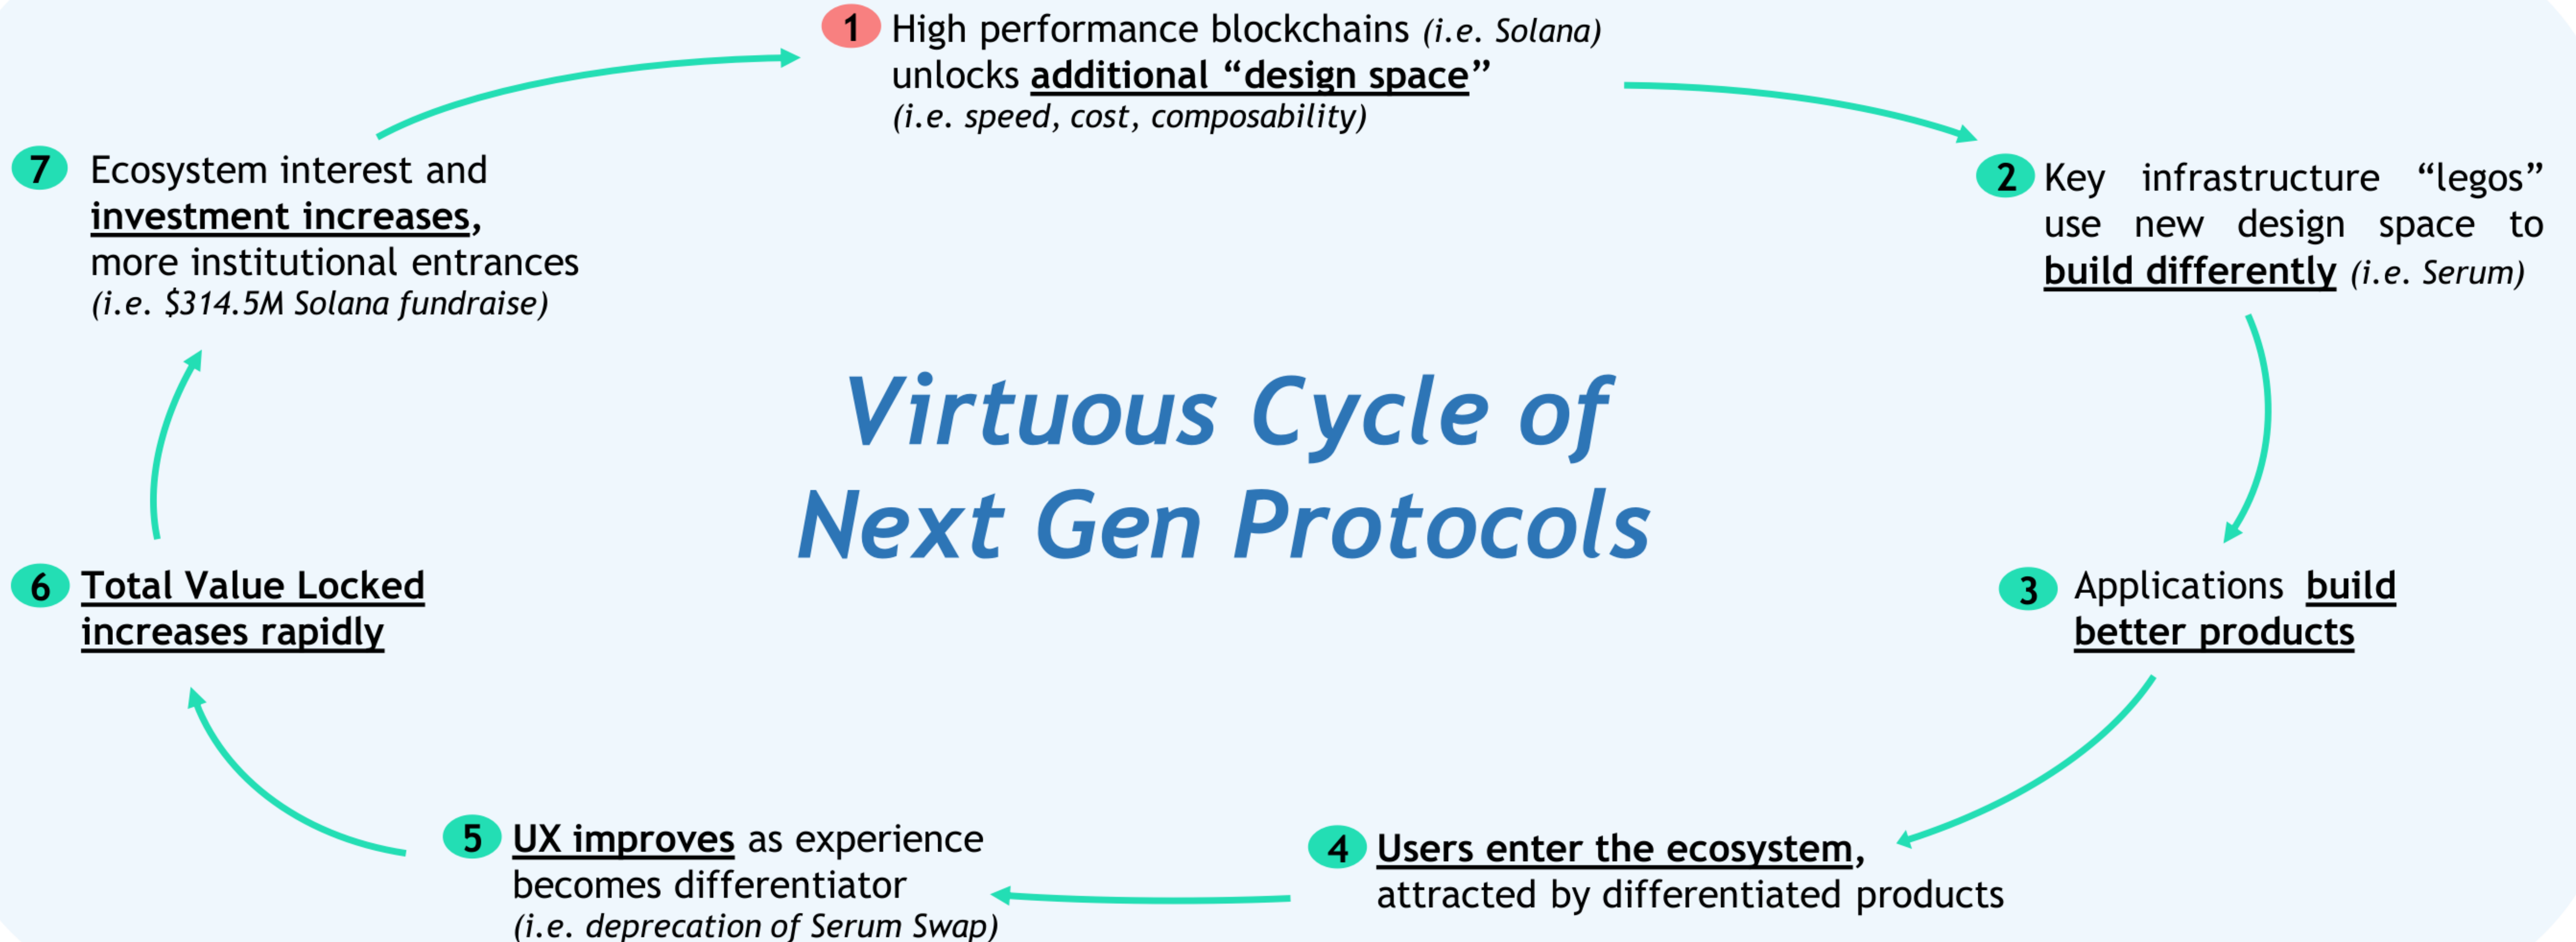 1 High performance blockchains (i.e. Solana)
unlocks additional “design space”
(i.e. speed, cost, composability)
2 Key infrastructure “legos”
use new design space to
build differently (i.e. Serum)
3 Applications build
better products
4 Users enter the ecosystem,
attracted by differentiated products
5 UX improves as experience
becomes differentiator
(i.e. deprecation of Serum Swap)
6 Total Value Locked
increases rapidly
7 Ecosystem interest and
investment increases,
more institutional entrances
(i.e. $314.5M Solana fundraise)
Virtuous Cycle of
Next Gen Protocols